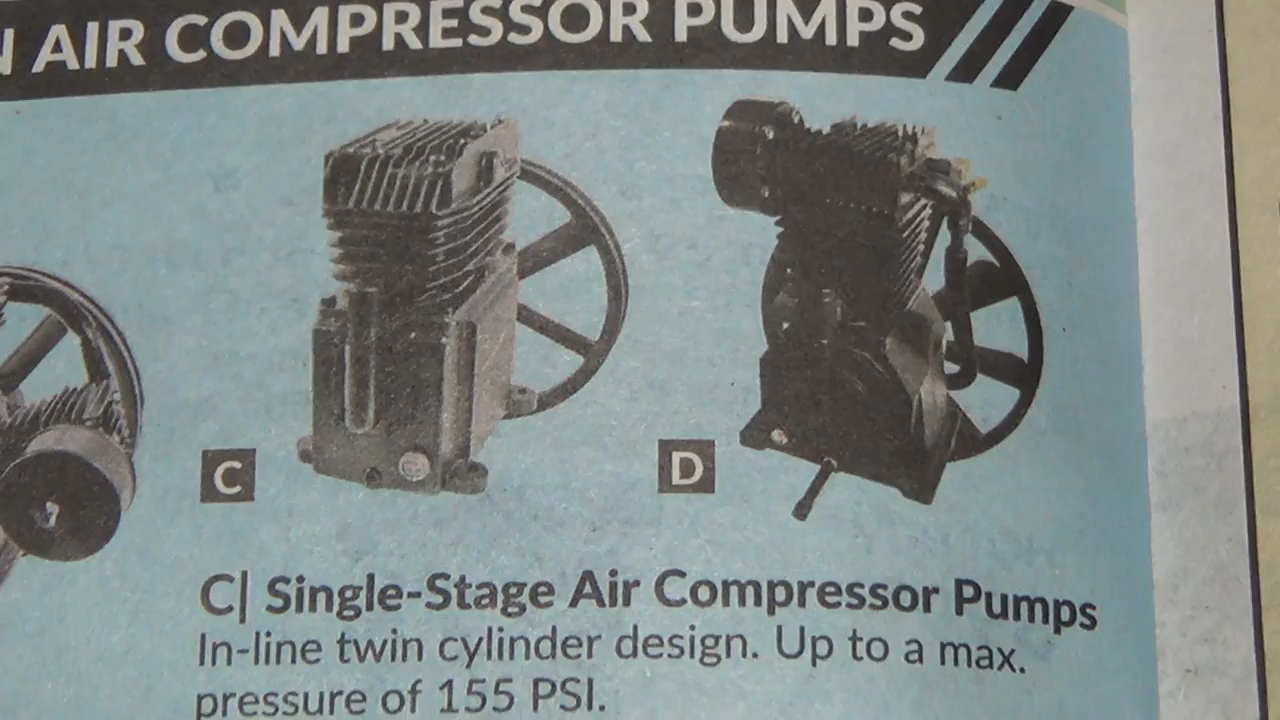 AIR COMPRESSOR PUMPS
C
D
C| Single-Stage Air Compressor Pumps
In-line twin cylinder design. Up to a max.
pressure of 155 PSI.